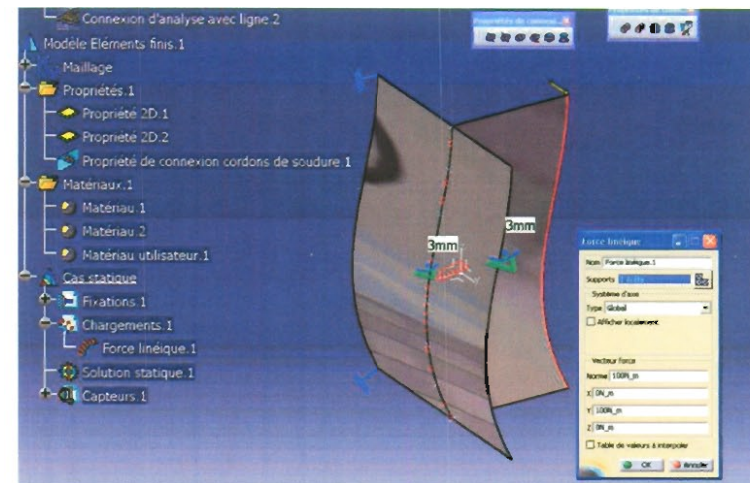 Connexion d'analyse avec ligne.2
Modèle Eléments finis.1
Maillage
Propriétés.1
Propriété 2D.1
Propriété 2D.2
Propriété de connexion cordons de soudure.1
Matériaux.1
Matériau.1
Matériau.2
Matériau utilisateur.1
Cas statique
Fixations.1
Chargements.1
Force linéique.1
Solution statique.1
Capteurs.1
3mm
3mm
Force linéique
Nom Force linéique.1
Supports
Système d'axe
Type Global
Afficher localement
Vecteur force
Norme 100N_m
X 0N_m
Y 100N_m
Z 0N_m
Table de valeurs à interpoler
OK Annuler